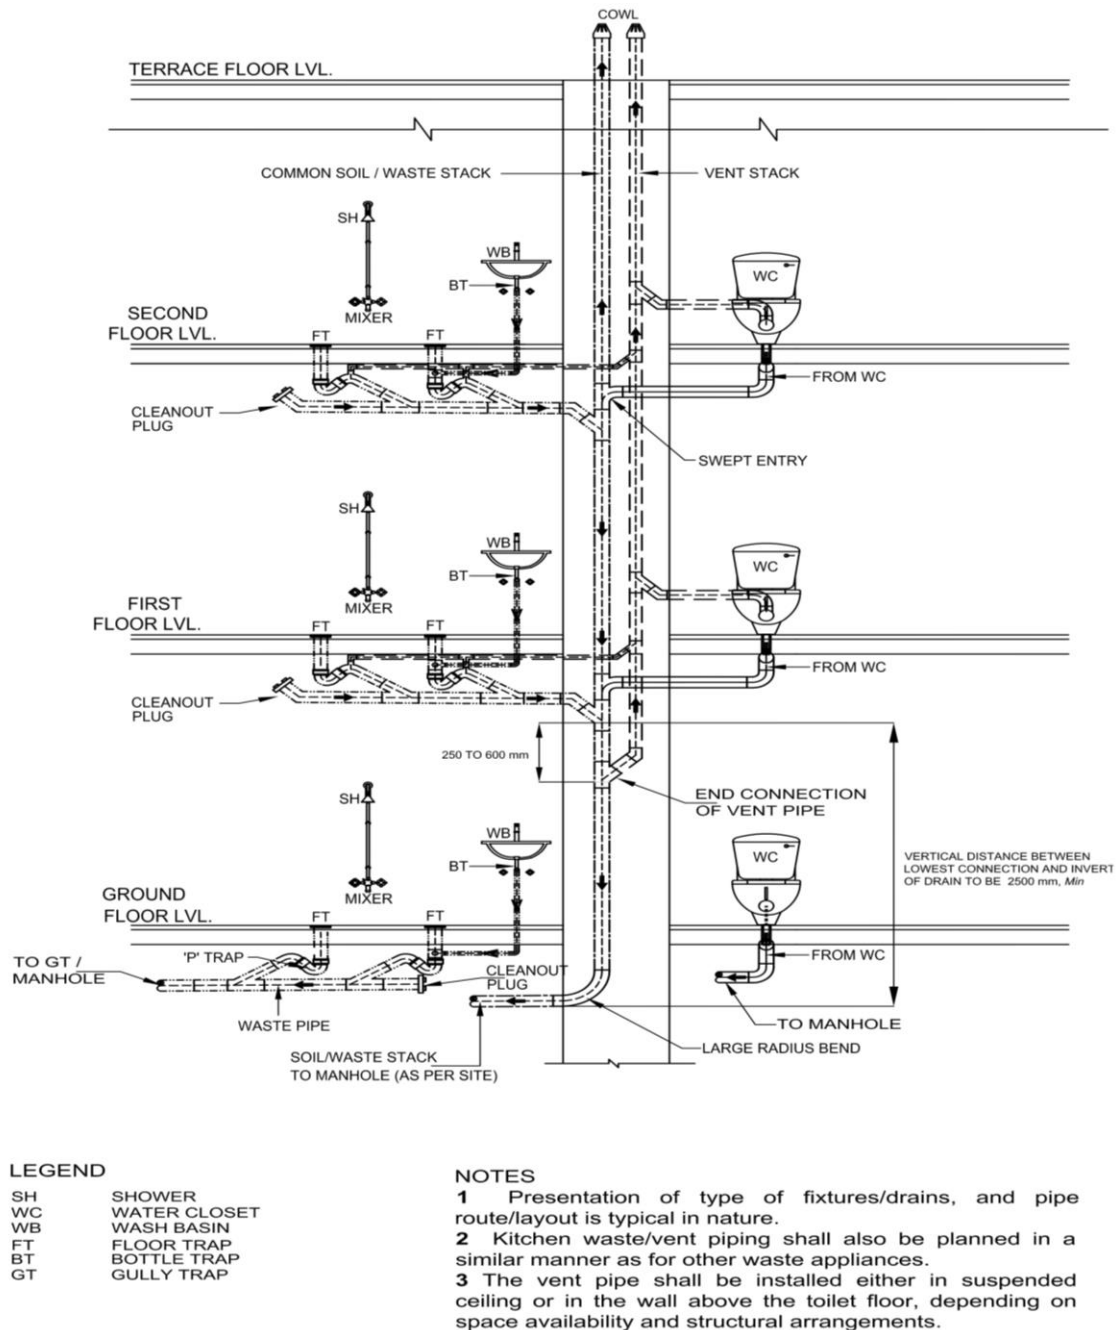 COWL
TERRACE FLOOR LVL.
COMMON SOIL / WASTE STACK
VENT STACK
SH
WB
WC
BT
MIXER
SECOND
FLOOR LVL.
FT
FT
FROM WC
CLEANOUT
PLUG
SWEPT ENTRY
SH
WB
WC
BT
MIXER
FIRST
FLOOR LVL.
FT
FT
FROM WC
CLEANOUT
PLUG
250 TO 600 mm
END CONNECTION
OF VENT PIPE
SH
WB
WC
VERTICAL DISTANCE BETWEEN
LOWEST CONNECTION AND INVERT
OF DRAIN TO BE 2500 mm, Min
BT
MIXER
GROUND
FLOOR LVL.
FT
FT
'P' TRAP
FROM WC
TO GT /
MANHOLE
CLEANOUT
PLUG
WASTE PIPE
TO MANHOLE
LARGE RADIUS BEND
SOIL/WASTE STACK
TO MANHOLE (AS PER SITE)
LEGEND
SH SHOWER
WC WATER CLOSET
WB WASH BASIN
FT FLOOR TRAP
BT BOTTLE TRAP
GT GULLY TRAP
NOTES
1 Presentation of type of fixtures/drains, and pipe
route/layout is typical in nature.
2 Kitchen waste/vent piping shall also be planned in a
similar manner as for other waste appliances.
3 The vent pipe shall be installed either in suspended
ceiling or in the wall above the toilet floor, depending on
space availability and structural arrangements.